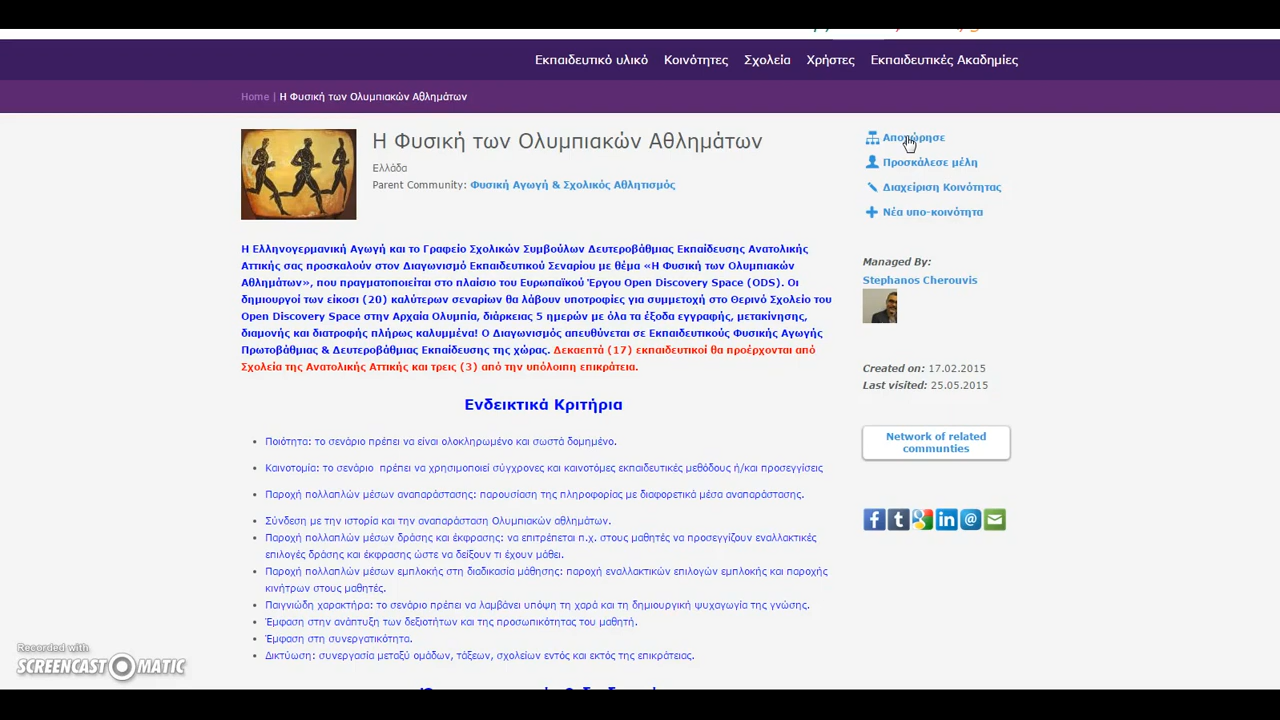 Εκπαιδευτικό υλικό Κοινότητες Σχολεία Χρήστες Εκπαιδευτικές Ακαδημίες
Home | Η Φυσική των Ολυμπιακών Αθλημάτων
Η Φυσική των Ολυμπιακών Αθλημάτων
Ελλάδα
Parent Community: Φυσική Αγωγή & Σχολικός Αθλητισμός
Η Ελληνογερμανική Αγωγή και το Γραφείο Σχολικών Συμβούλων Δευτεροβάθμιας Εκπαίδευσης Ανατολικής
Αττικής σας προσκαλούν στον Διαγωνισμό Εκπαιδευτικού Σεναρίου με θέμα «Η Φυσική των Ολυμπιακών
Αθλημάτων», που πραγματοποιείται στο πλαίσιο του Ευρωπαϊκού Έργου Open Discovery Space (ODS). Οι
δημιουργοί των είκοσι (20) καλύτερων σεναρίων θα λάβουν υποτροφίες για συμμετοχή στο Θερινό Σχολείο του
Open Discovery Space στην Αρχαία Ολυμπία, διάρκειας 5 ημερών με όλα τα έξοδα εγγραφής, μετακίνησης,
διαμονής και διατροφής πλήρως καλυμμένα! Ο Διαγωνισμός απευθύνεται σε Εκπαιδευτικούς Φυσικής Αγωγής
Πρωτοβάθμιας & Δευτεροβάθμιας Εκπαίδευσης της χώρας. Δεκαεπτά (17) εκπαιδευτικοί θα προέρχονται από
Σχολεία της Ανατολικής Αττικής και τρεις (3) από την υπόλοιπη επικράτεια.
Ενδεικτικά Κριτήρια
Ποιότητα: το σενάριο πρέπει να είναι ολοκληρωμένο και σωστά δομημένο.
Καινοτομία: το σενάριο πρέπει να χρησιμοποιεί σύγχρονες και καινοτόμες εκπαιδευτικές μεθόδους ή/και προσεγγίσεις
Παροχή πολλαπλών μέσων αναπαράστασης: παρουσίαση της πληροφορίας με διαφορετικά μέσα αναπαράστασης.
Σύνδεση με την ιστορία και την αναπαράσταση Ολυμπιακών αθλημάτων.
Παροχή πολλαπλών μέσων δράσης και έκφρασης: να επιτρέπεται π.χ. στους μαθητές να προσεγγίζουν εναλλακτικές
επιλογές δράσης και έκφρασης ώστε να δείξουν τι έχουν μάθει.
Παροχή πολλαπλών μέσων εμπλοκής στη διαδικασία μάθησης: παροχή εναλλακτικών επιλογών εμπλοκής και παροχής
κινήτρων στους μαθητές.
Παιγνιώδη χαρακτήρα: το σενάριο πρέπει να λαμβάνει υπόψη τη χαρά και τη δημιουργική ψυχαγωγία της γνώσης.
Έμφαση στην ανάπτυξη των δεξιοτήτων και της προσωπικότητας του μαθητή.
Έμφαση στη συνεργατικότητα.
Δικτύωση: συνεργασία μεταξύ ομάδων, τάξεων, σχολείων εντός και εκτός της επικράτειας.
Αποχώρησε
Προσκάλεσε μέλη
Διαχείριση Κοινότητας
Νέα υπο-κοινότητα
Managed By:
Stephanos Cherouvis
Created on: 17.02.2015
Last visited: 25.05.2015
Network of related
communties
Recorded with
SCREENCAST MATIC